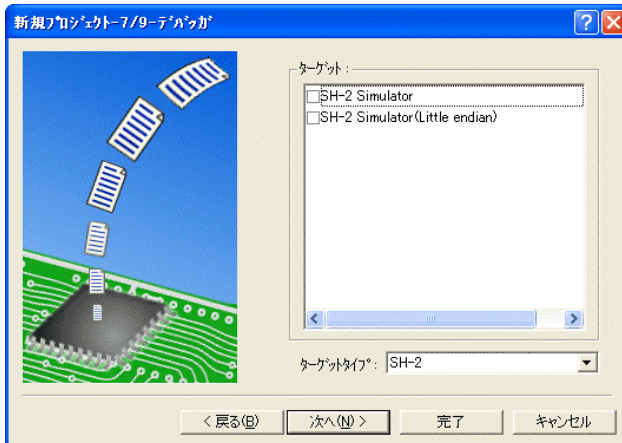 新規ﾌﾟﾛｼﾞｪｸﾄ-7/9-ﾃﾞﾊﾞｯｶﾞ
ﾀｰｹﾞｯﾄ :
SH-2 Simulator
SH-2 Simulator(Little endian)
ﾀｰｹﾞｯﾄﾀｲﾌﾟ : SH-2
< 戻る(B)
次へ(N) >
完了
キャンセル